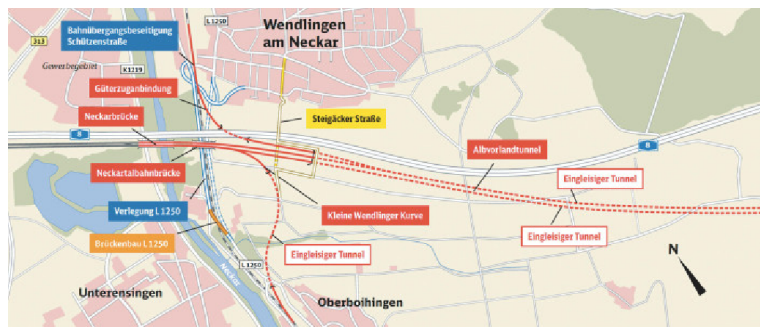 L 1250
Bahnübergangsbeseitigung
Schützenstraße
Wendlingen
am Neckar
313
Gewerbegebiet
K1219
Güterzuganbindung
Neckarbrücke
Steigäcker Straße
8
Albvorlandtunnel
8
Neckartalbahnbrücke
Eingleisiger Tunnel
Verlegung L 1250
Kleine Wendlinger Kurve
Eingleisiger Tunnel
Brückenbau L 1250
Eingleisiger Tunnel
L 1250
Neckar
N
Unterensingen
Oberboihingen